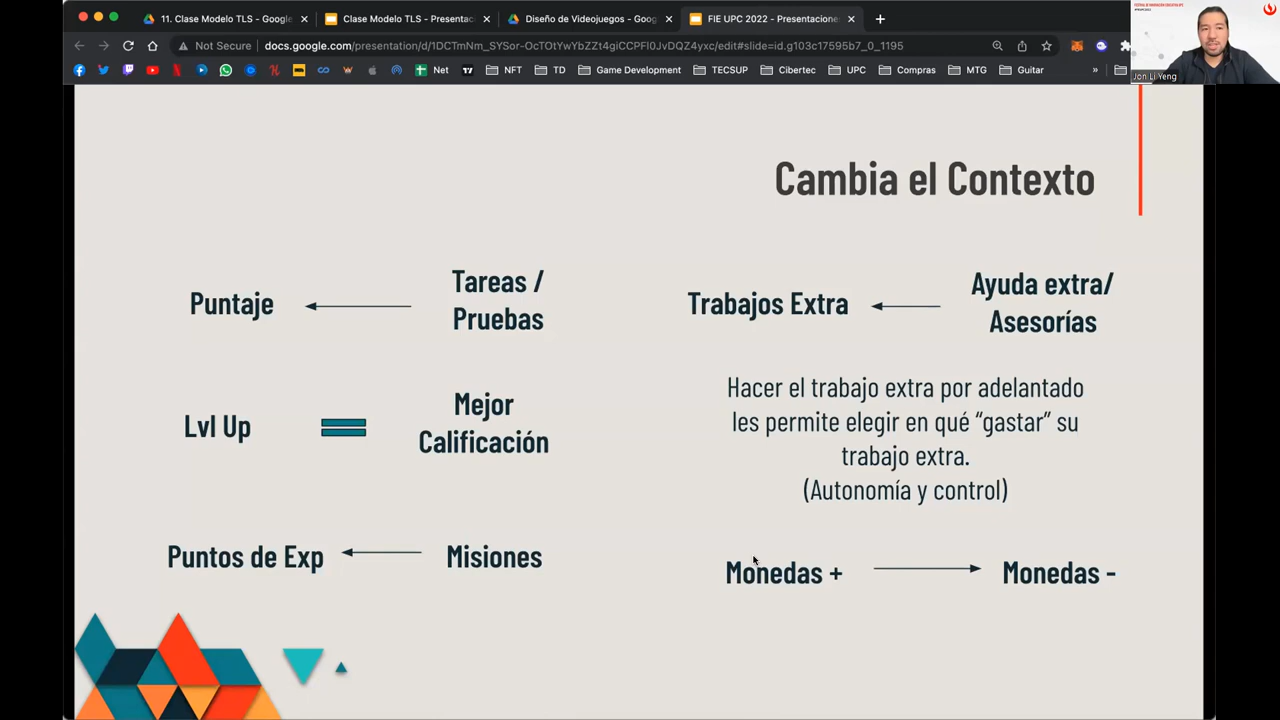 11. Clase Modelo TLS - Google
Clase Modelo TLS - Presentac
Diseño de Videojuegos - Goog
FIE UPC 2022 - Presentaciones
Not Secure
docs.google.com/presentation/d/1DCTmNm_SYSor-OcTOtYwYbZZt4giCCPFl0JvDQZ4yxc/edit#slide=id.g103c17595b7_0_1195
Net
NFT
TD
Game Development
TECSUP
Cibertec
UPC
Compras
MTG
Guitar
»
Jon Li Yeng
Cambia el Contexto
Puntaje
Tareas /
Pruebas
Lvl Up
Mejor
Calificación
Puntos de Exp
Misiones
Trabajos Extra
Ayuda extra/
Asesorías
Hacer el trabajo extra por adelantado
les permite elegir en qué “gastar” su
trabajo extra.
(Autonomía y control)
Monedas +
Monedas -